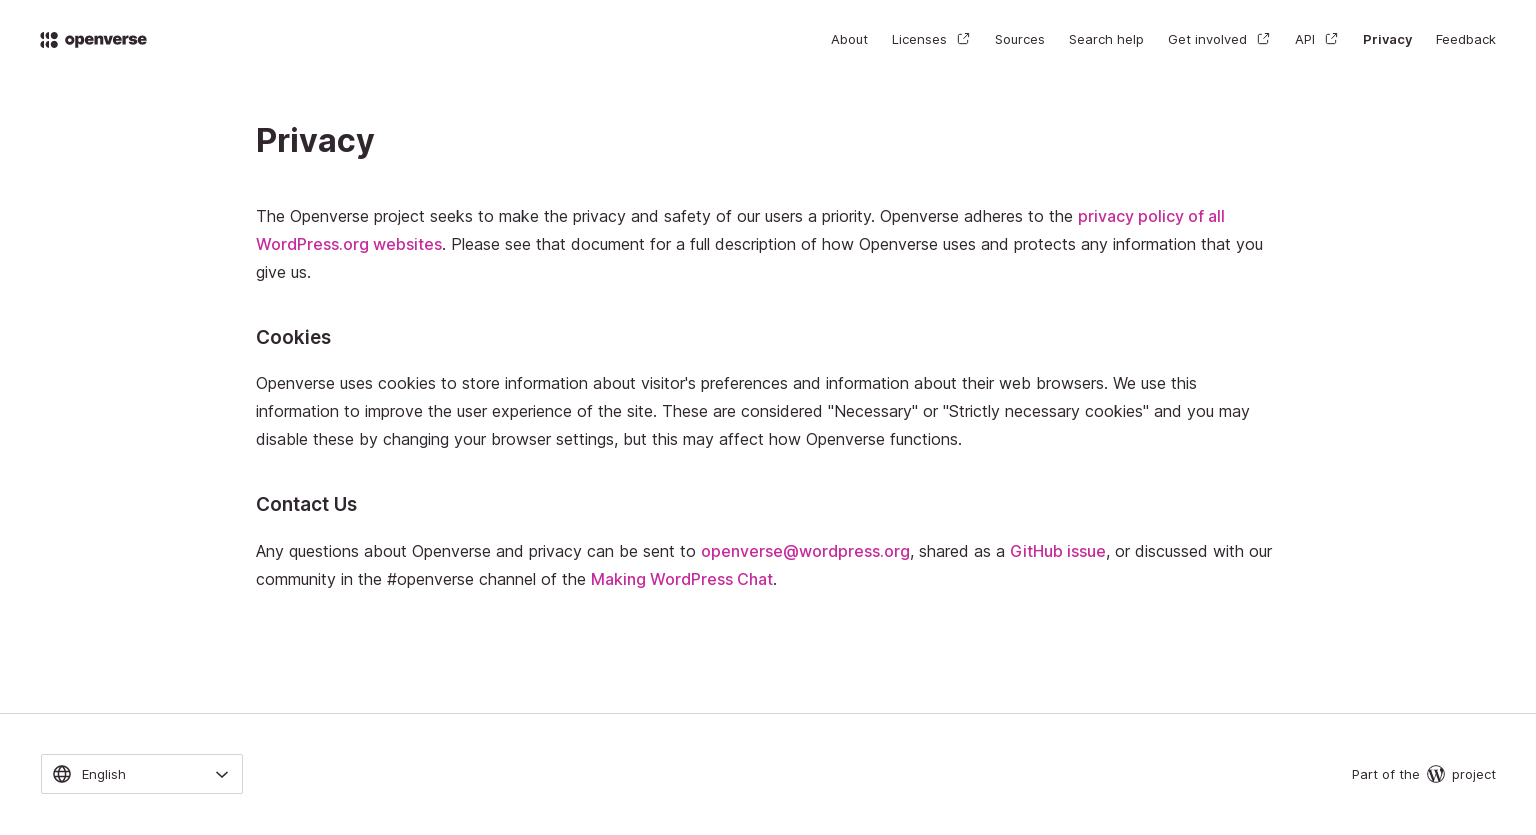 openverse
About Licenses Sources Search help Get involved API Privacy Feedback
Privacy
The Openverse project seeks to make the privacy and safety of our users a priority. Openverse adheres to the privacy policy of all
WordPress.org websites. Please see that document for a full description of how Openverse uses and protects any information that you
give us.
Cookies
Openverse uses cookies to store information about visitor's preferences and information about their web browsers. We use this
information to improve the user experience of the site. These are considered "Necessary" or "Strictly necessary cookies" and you may
disable these by changing your browser settings, but this may affect how Openverse functions.
Contact Us
Any questions about Openverse and privacy can be sent to openverse@wordpress.org, shared as a GitHub issue, or discussed with our
community in the #openverse channel of the Making WordPress Chat.
English
Part of the project